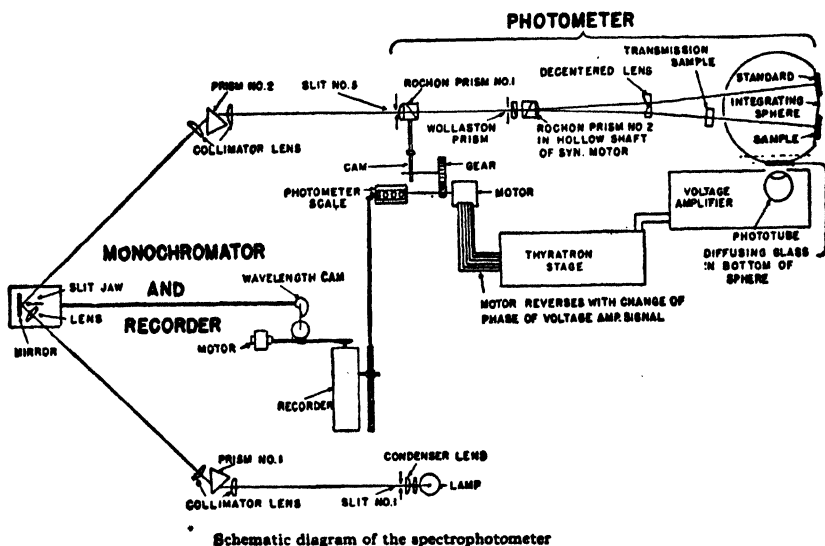 PHOTOMETER
TRANSMISSION
SAMPLE
PRISM NO.2
SLIT NO.3
ROCHON PRISM NO.1
DECENTERED LENS
STANDARD
INTEGRATING
SPHERE
COLLIMATOR LENS
WOLLASTON
PRISM
ROCHON PRISM NO 2
IN HOLLOW SHAFT
OF SYN. MOTOR
SAMPLE
CAM
GEAR
PHOTOMETER
SCALE
MOTOR
VOLTAGE
AMPLIFIER
PHOTOTUBE
MONOCHROMATOR
THYRATRON
STAGE
DIFFUSING GLASS
IN BOTTOM OF
SPHERE
SLIT JAW
AND
WAVELENGTH CAM
MOTOR REVERSES WITH CHANGE OF
PHASE OF VOLTAGE AMP. SIGNAL
LENS
RECORDER
MIRROR
MOTOR
RECORDER
PRISM NO.1
CONDENSER LENS
LAMP
COLLIMATOR LENS
SLIT NO.1
Schematic diagram of the spectrophotometer